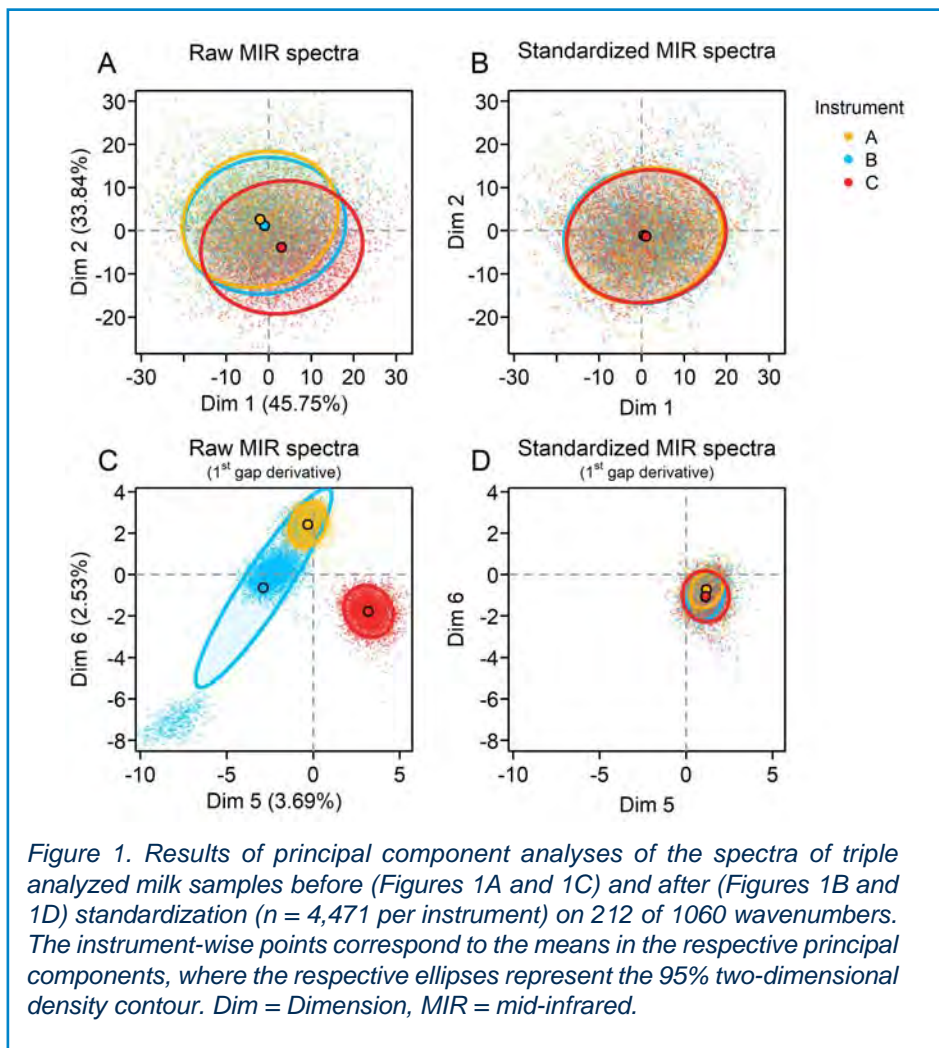 A
Raw MIR spectra
30
20
10
0
-10
-20
Dim 2 (33.84%)
-30
-10
0
10
20
30
Dim 1 (45.75%)
B
Standardized MIR spectra
30
20
10
0
-10
-20
Dim 2
-30
-10
0
10
20
30
Dim 1
Instrument
A
B
C
C
Raw MIR spectra
(1st gap derivative)
4
2
0
-2
-4
-6
-8
Dim 6 (2.53%)
-10
-5
0
5
Dim 5 (3.69%)
D
Standardized MIR spectra
(1st gap derivative)
4
2
0
-2
-4
-6
-8
Dim 6
-10
-5
0
5
Dim 5
Figure 1. Results of principal component analyses of the spectra of triple
analyzed milk samples before (Figures 1A and 1C) and after (Figures 1B and
1D) standardization (n = 4,471 per instrument) on 212 of 1060 wavenumbers.
The instrument-wise points correspond to the means in the respective principal
components, where the respective ellipses represent the 95% two-dimensional
density contour. Dim = Dimension, MIR = mid-infrared.